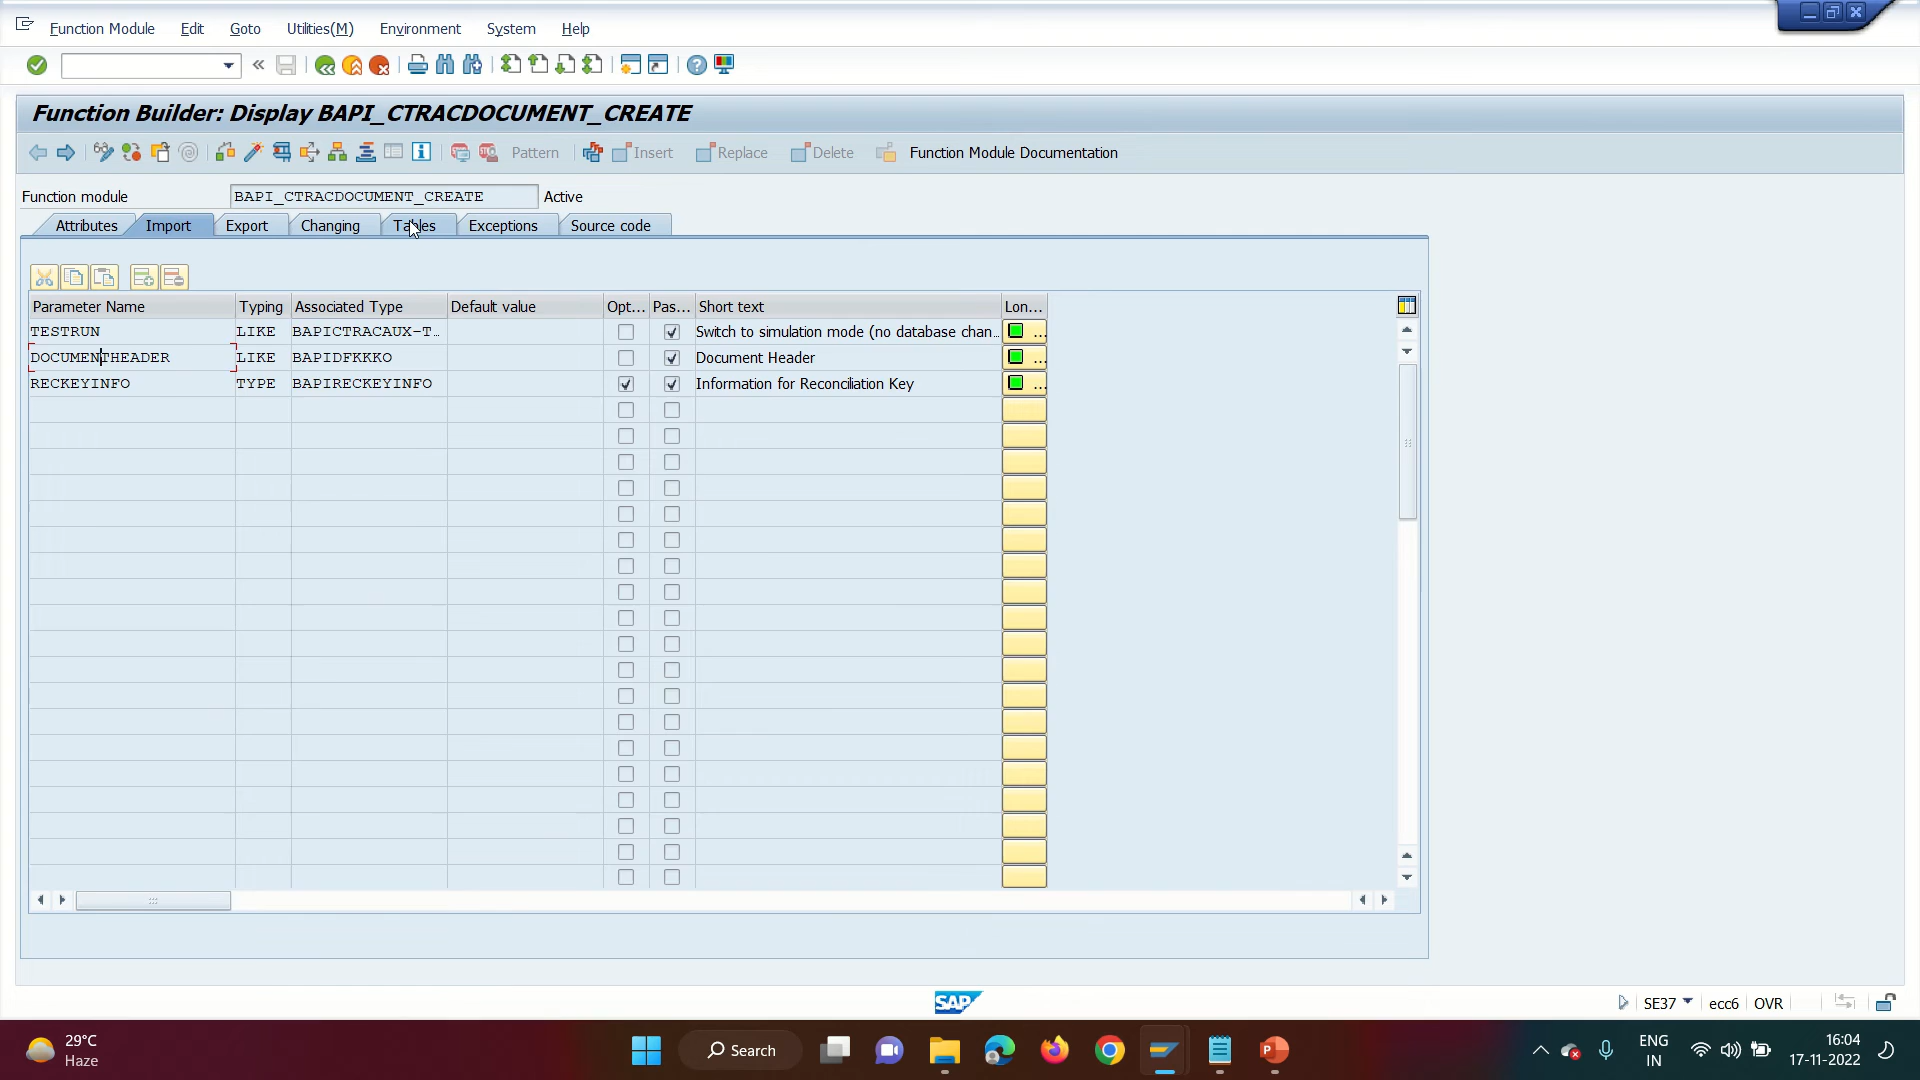 Function Module Edit Goto Utilities(M) Environment System Help
Function Builder: Display BAPI_CTRACDOCUMENT_CREATE
Pattern Insert Replace Delete Function Module Documentation
Function module BAPI_CTRACDOCUMENT_CREATE Active
Attributes Import Export Changing Tables Exceptions Source code
Parameter Name Typing Associated Type Default value Opt... Pas... Short text Lon...
TESTRUN LIKE BAPICTRACAUX-T... Switch to simulation mode (no database chan... ...
DOCUMENTHEADER LIKE BAPIDFKKKO Document Header ...
RECKEYINFO TYPE BAPIRECKEYINFO Information for Reconciliation Key ...
SAP SE37 ecc6 OVR
29°C
Haze
Search
ENG
IN
16:04
17-11-2022